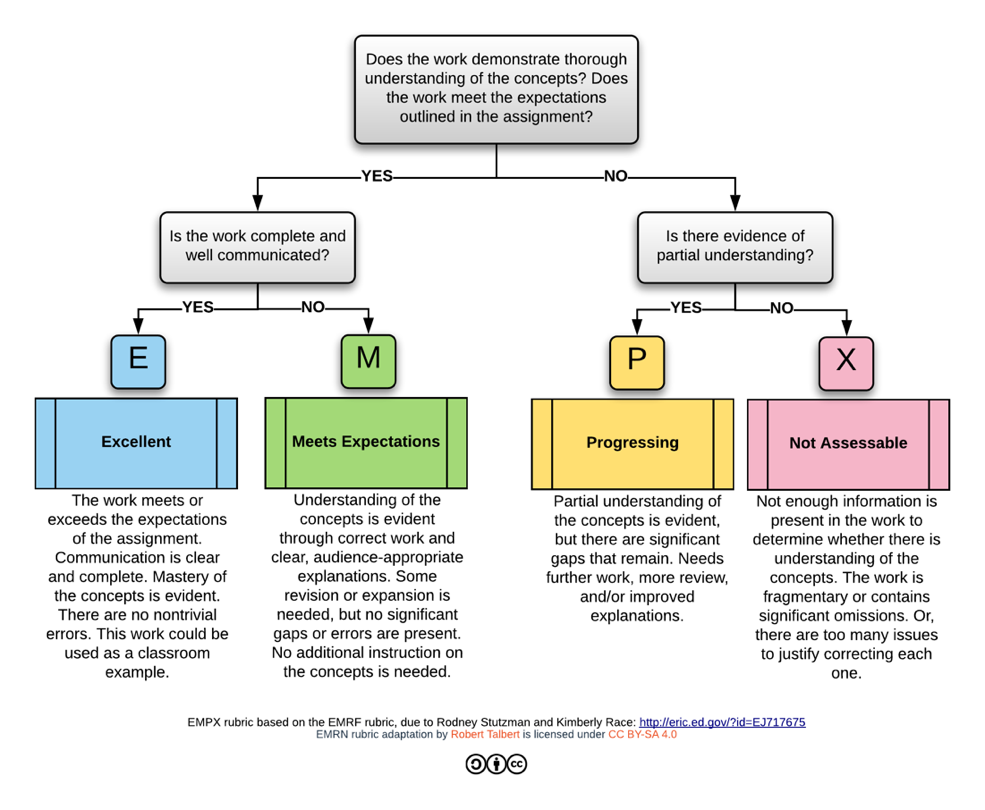 Does the work demonstrate thorough
understanding of the concepts? Does
the work meet the expectations
outlined in the assignment?
YES
NO
Is the work complete and
well communicated?
Is there evidence of
partial understanding?
YES
NO
YES
NO
E
M
P
X
Excellent
Meets Expectations
Progressing
Not Assessable
The work meets or
exceeds the expectations
of the assignment.
Communication is clear
and complete. Mastery of
the concepts is evident.
There are no nontrivial
errors. This work could be
used as a classroom
example.
Understanding of the
concepts is evident
through correct work and
clear, audience-appropriate
explanations. Some
revision or expansion is
needed, but no significant
gaps or errors are present.
No additional instruction on
the concepts is needed.
Partial understanding of
the concepts is evident,
but there are significant
gaps that remain. Needs
further work, more review,
and/or improved
explanations.
Not enough information is
present in the work to
determine whether there is
understanding of the
concepts. The work is
fragmentary or contains
significant omissions. Or,
there are too many issues
to justify correcting each
one.
EMPX rubric based on the EMRF rubric, due to Rodney Stutzman and Kimberly Race: http://eric.ed.gov/?id=EJ717675
EMRN rubric adaptation by Robert Talbert is licensed under CC BY-SA 4.0
cc